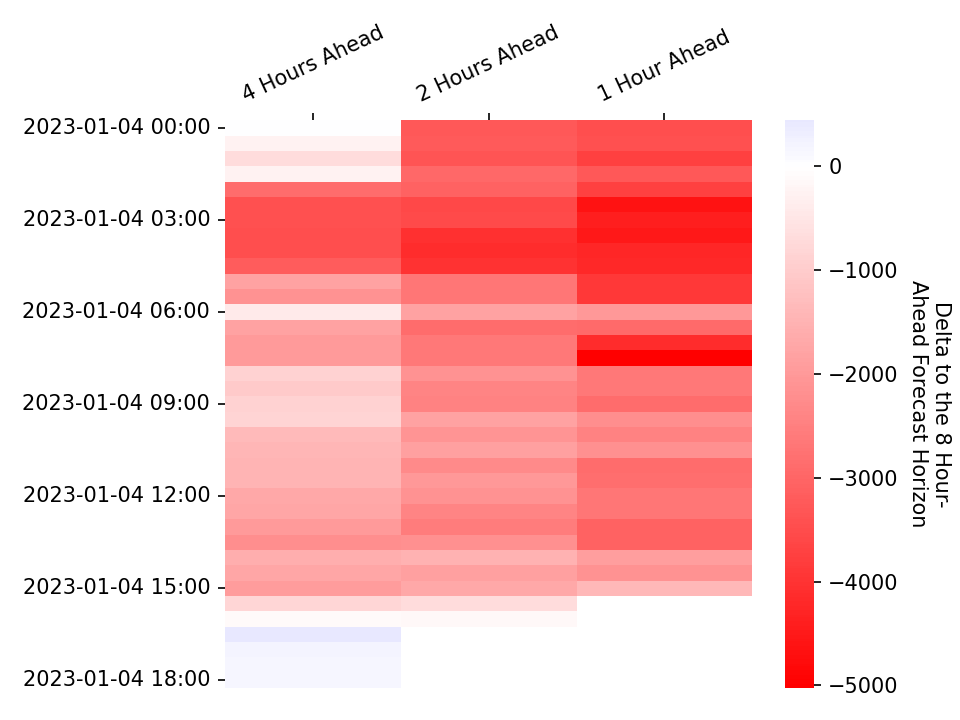 4 Hours Ahead
2 Hours Ahead
1 Hour Ahead
2023-01-04 00:00
2023-01-04 03:00
2023-01-04 06:00
2023-01-04 09:00
2023-01-04 12:00
2023-01-04 15:00
2023-01-04 18:00
0
−1000
−2000
−3000
−4000
−5000
Delta to the 8 Hour-
Ahead Forecast Horizon